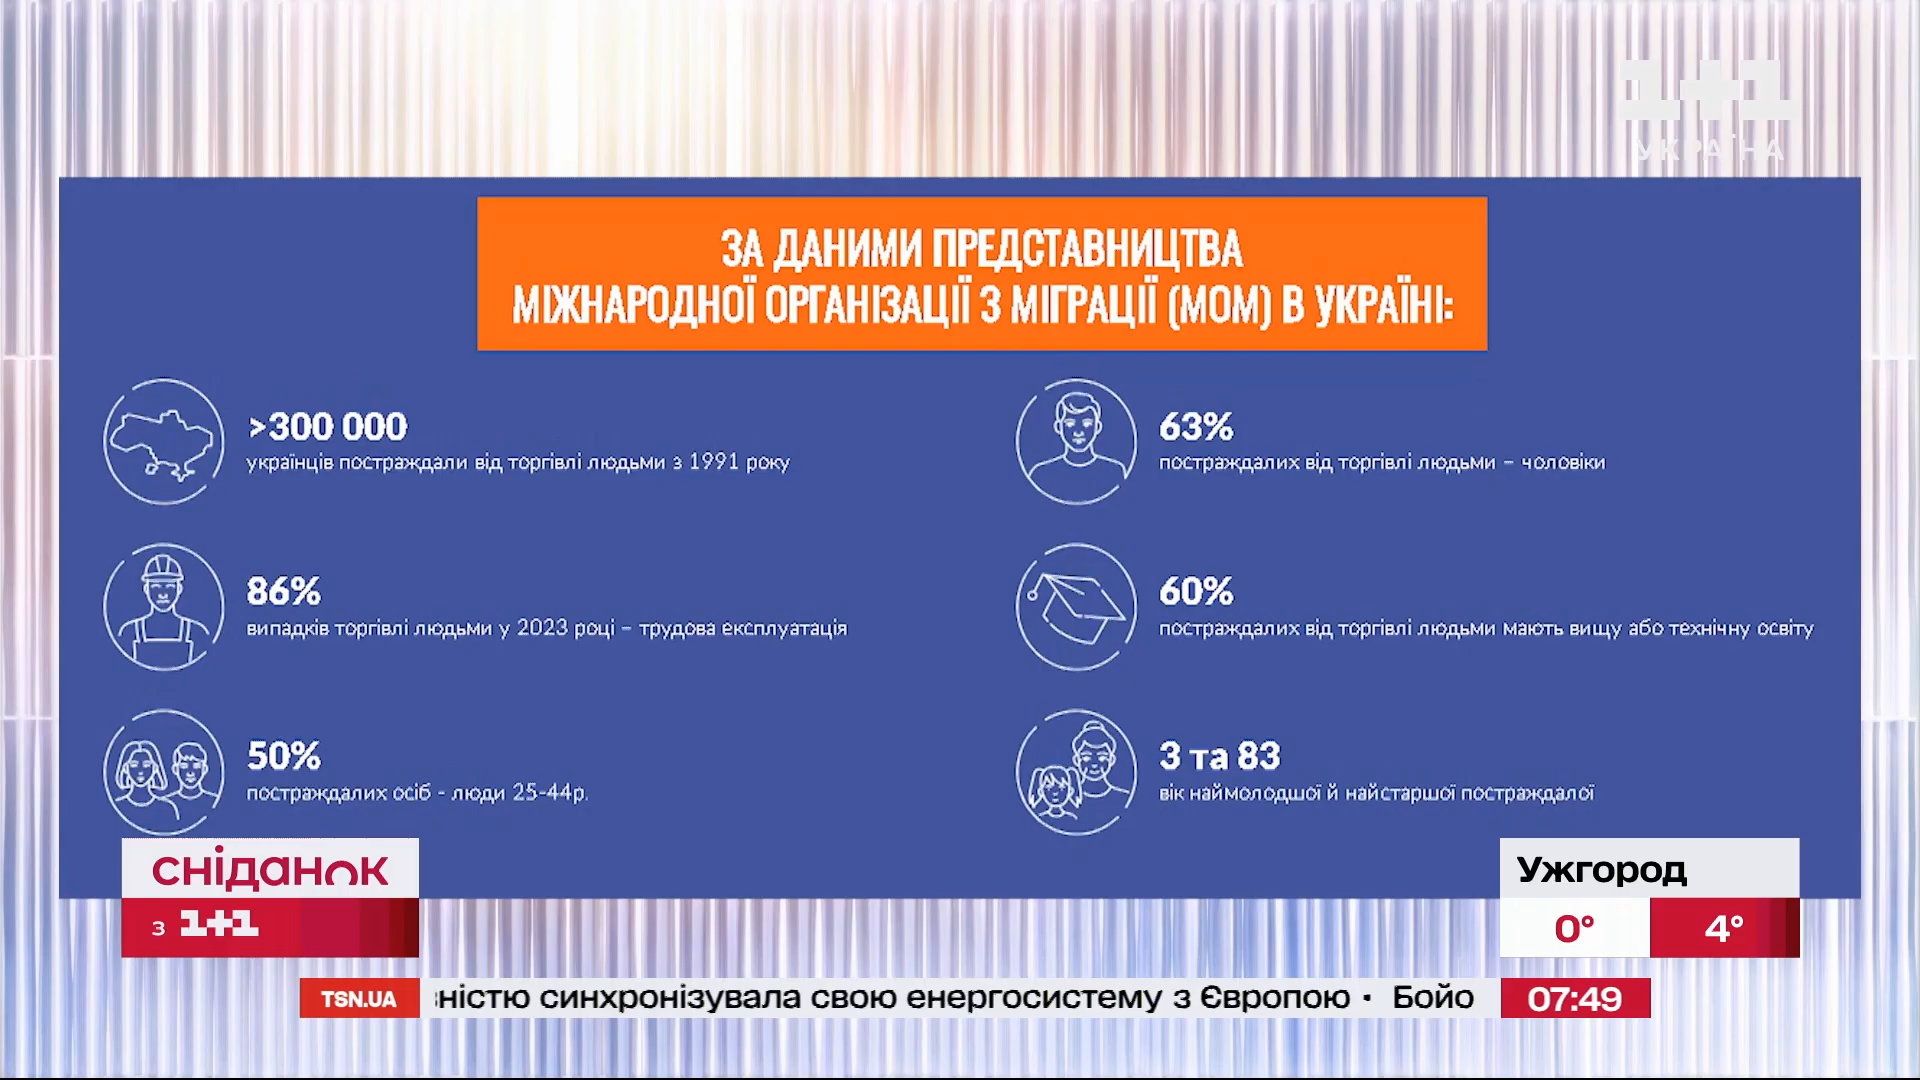 1+1
УКРАЇНА
ЗА ДАНИМИ ПРЕДСТАВНИЦТВА
МІЖНАРОДНОЇ ОРГАНІЗАЦІЇ З МІГРАЦІЇ (МОМ) В УКРАЇНІ:
>300 000
українців постраждали від торгівлі людьми з 1991 року
63%
постраждалих від торгівлі людьми – чоловіки
86%
випадків торгівлі людьми у 2023 році – трудова експлуатація
60%
постраждалих від торгівлі людьми мають вищу або технічну освіту
50%
постраждалих осіб - люди 25-44р.
3 та 83
вік наймолодшої й найстаршої постраждалої
СНІДАНОК
з 1+1
Ужгород
0° 4°
TSN.UA
синхронізувала свою енергосистему з Європою • Бойо
07:49